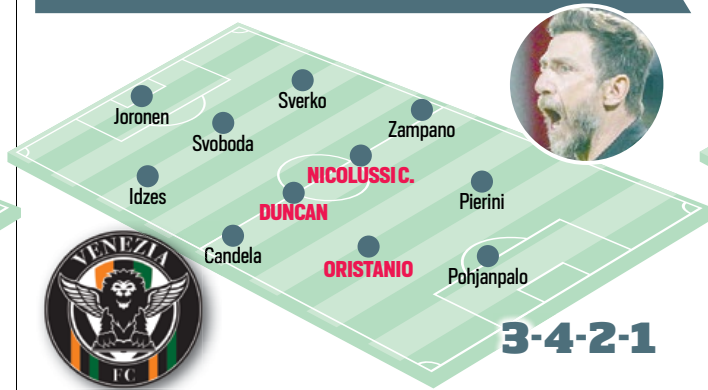 Joronen
Sverko
Svoboda
Zampano
Idzes
NICOLUSSI C.
DUNCAN
Pierini
Candela
ORISTANIO
Pohjanpalo
VENEZIA
FC
3-4-2-1